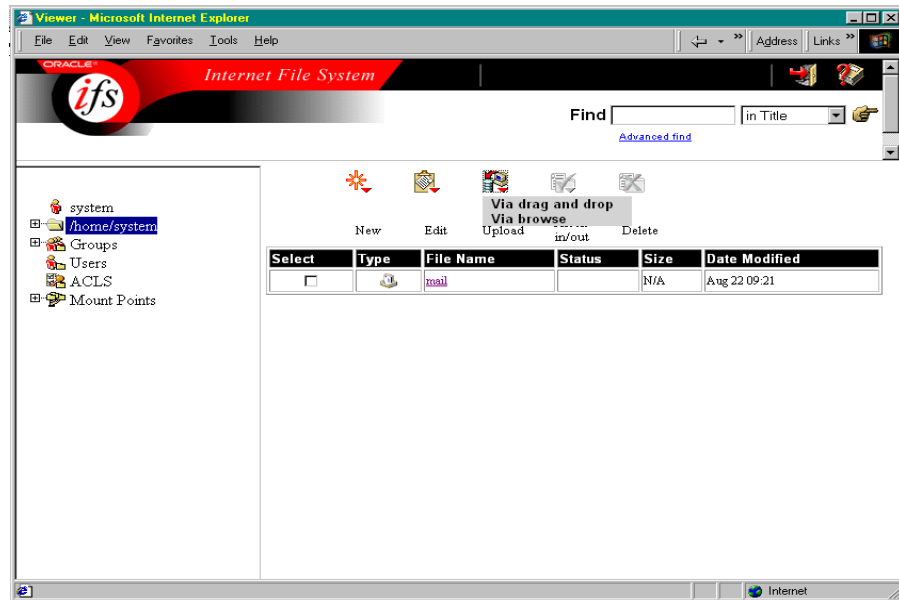 Viewer - Microsoft Internet Explorer
File Edit View Favorites Tools Help
» Address Links »
ORACLE
ifs
Internet File System
Find
in Title
Advanced find
system
/home/system
Groups
Users
ACLS
Mount Points
Via drag and drop
Via browse
New Edit Upload in/out Delete
Select Type File Name Status Size Date Modified
mail N/A Aug 22 09:21
Internet